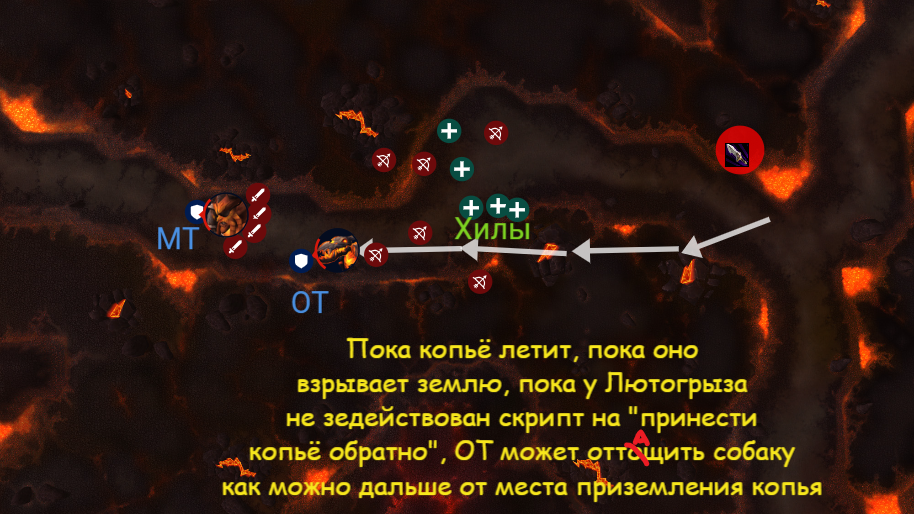 МТ
Хилы
ОТ
Пока копьё летит, пока оно
взрывает землю, пока у Лютогрыза
не зедействован скрипт на "принести
А
копьё обратно", ОТ может оттощить собаку
как можно дальше от места приземления копья